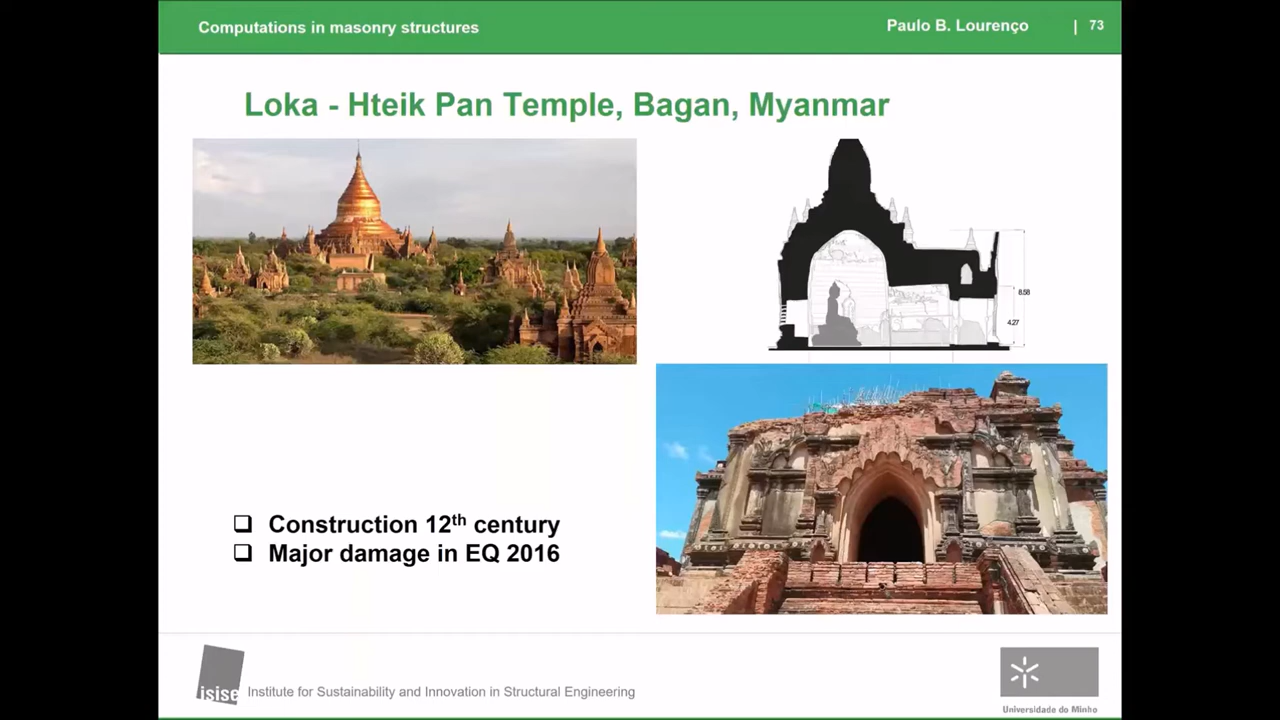 Computations in masonry structures
Paulo B. Lourenço | 73
Loka - Hteik Pan Temple, Bagan, Myanmar
8.58
4.27
❑ Construction 12th century
❑ Major damage in EQ 2016
isise
Institute for Sustainability and Innovation in Structural Engineering
Universidade do Minho